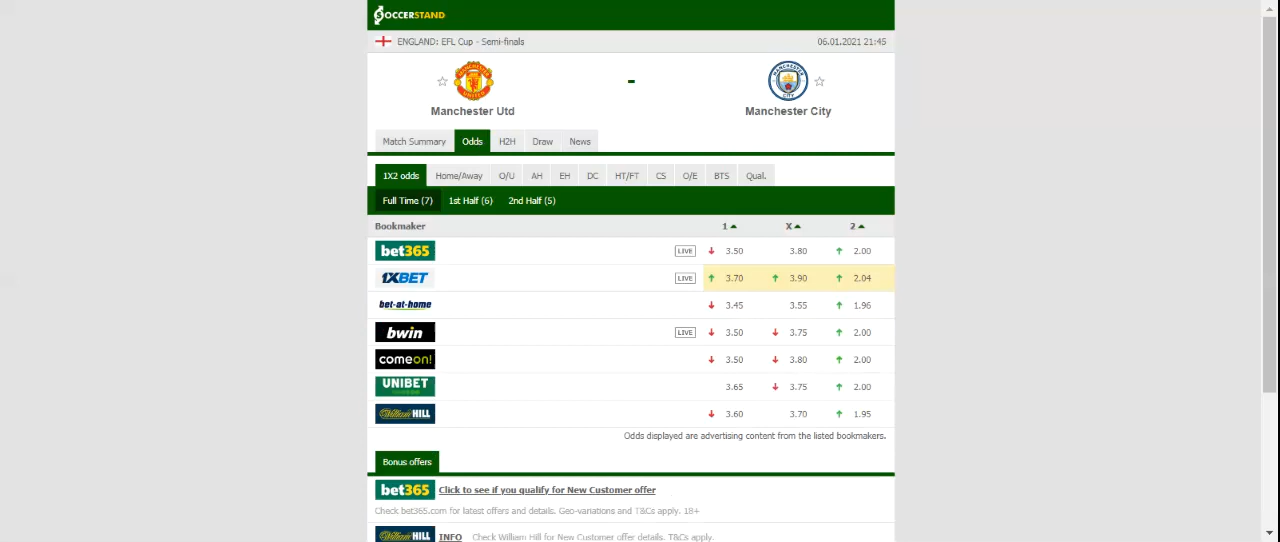 SOCCERSTAND
ENGLAND: EFL Cup - Semi-finals 06.01.2021 21:45
-
Manchester Utd Manchester City
Match Summary Odds H2H Draw News
1X2 odds Home/Away O/U AH EH DC HT/FT CS O/E BTS Qual.
Full Time (7) 1st Half (6) 2nd Half (5)
Bookmaker 1 X 2
bet365 LIVE 3.50 3.80 2.00
1XBET LIVE 3.70 3.90 2.04
bet-at-home 3.45 3.55 1.96
bwin LIVE 3.50 3.75 2.00
comeon! 3.50 3.80 2.00
UNIBET 3.65 3.75 2.00
William HILL 3.60 3.70 1.95
Odds displayed are advertising content from the listed bookmakers.
Bonus offers
bet365 Click to see if you qualify for New Customer offer
Check bet365.com for latest offers and details. Geo-variations and T&Cs apply. 18+
William HILL INFO Check William Hill for New Customer offer details. T&Cs apply.